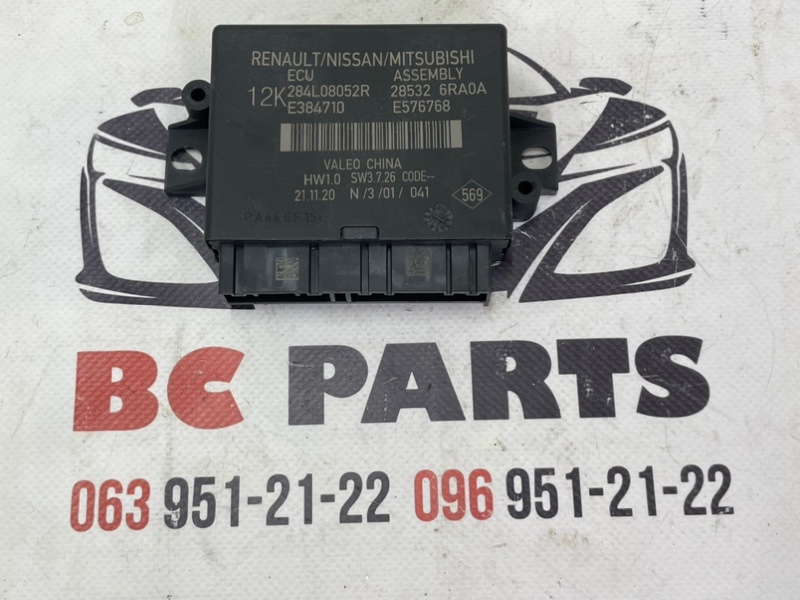 RENAULT/NISSAN/MITSUBISHI
ECU ASSEMBLY
12K 284L08052R 28532 6RA0A
E384710 E576768
VALEO CHINA
HW1.0 SW3.7.26 CODE--
21.11.20 N/3/01/ 041
569
>PA66GF15<
BC PARTS
063 951-21-22 096 951-21-22